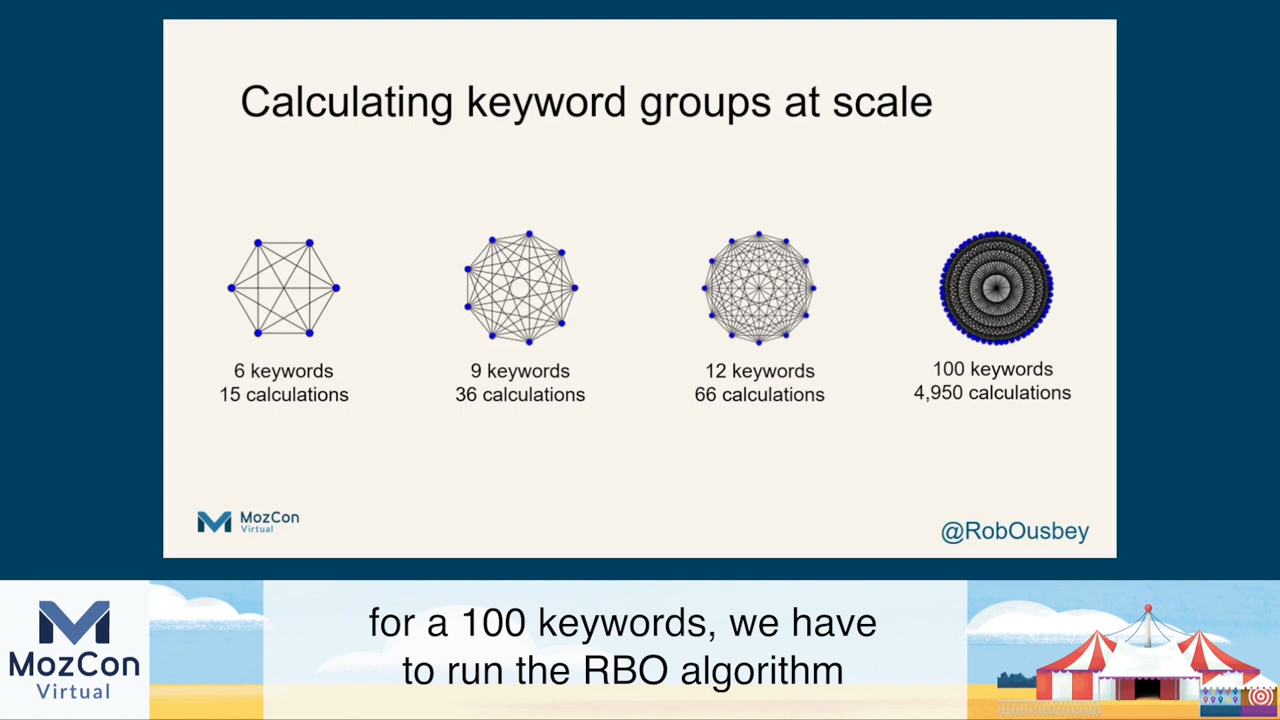 Calculating keyword groups at scale
6 keywords
15 calculations
9 keywords
36 calculations
12 keywords
66 calculations
100 keywords
4,950 calculations
MozCon
Virtual
@RobOusbey
MozCon
Virtual
for a 100 keywords, we have
to run the RBO algorithm